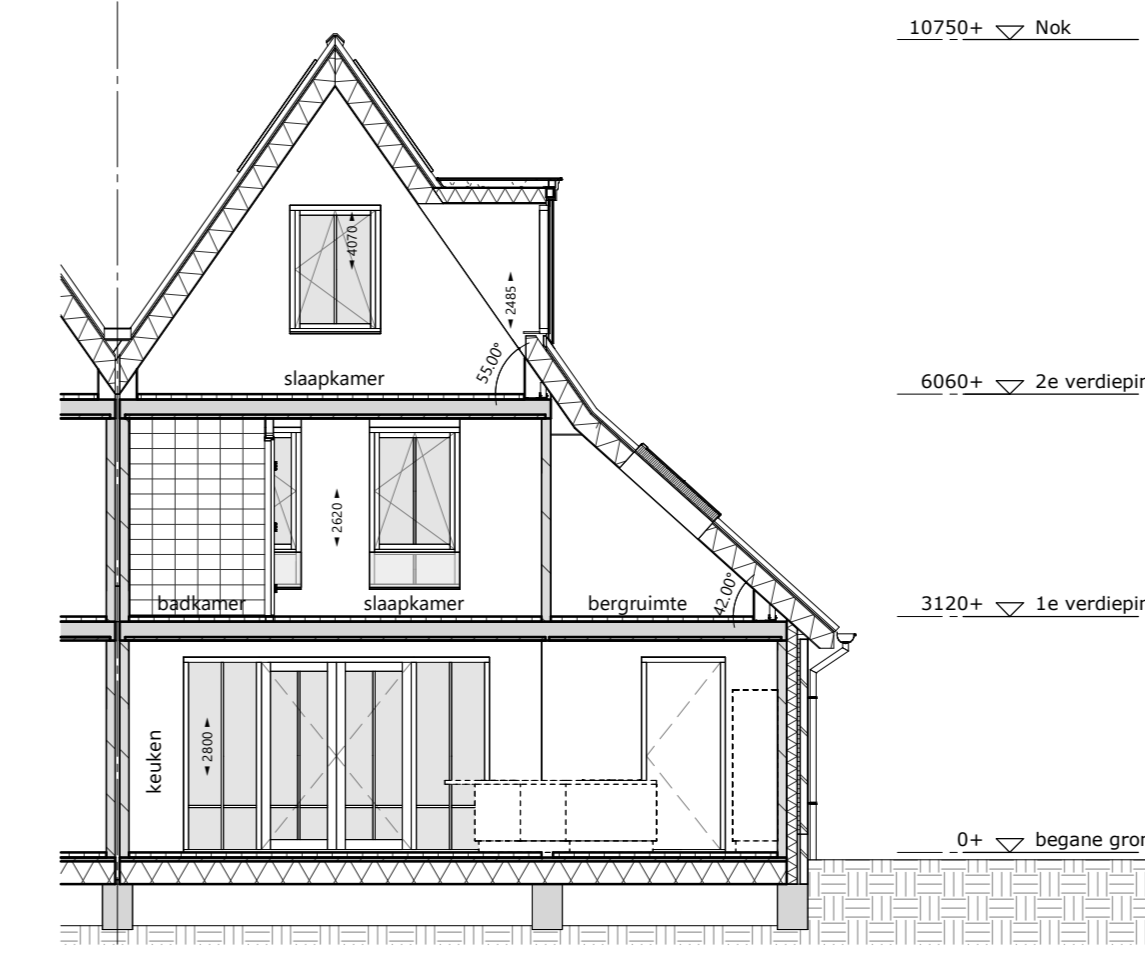 10750+ Nok
4070
2485
55.00°
slaapkamer
6060+ 2e verdiepin
2620
42.00°
badkamer
slaapkamer
bergruimte
3120+ 1e verdiepin
keuken
2800
0+ begane gron